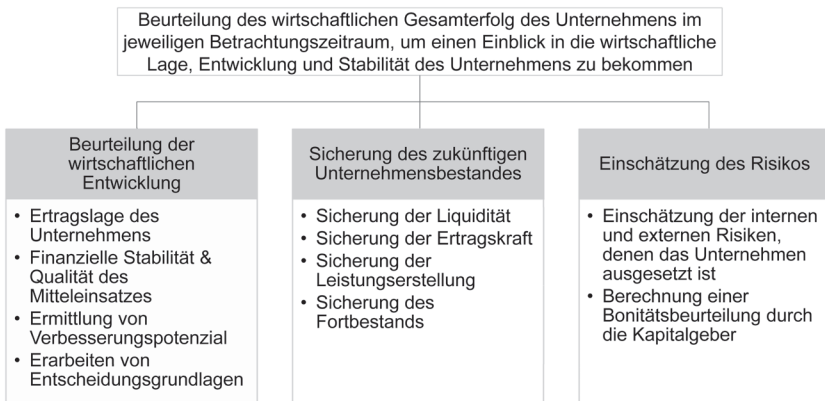 Beurteilung des wirtschaftlichen Gesamterfolg des Unternehmens im
jeweiligen Betrachtungszeitraum, um einen Einblick in die wirtschaftliche
Lage, Entwicklung und Stabilität des Unternehmens zu bekommen
Beurteilung der
wirtschaftlichen
Entwicklung
• Ertragslage des
Unternehmens
• Finanzielle Stabilität &
Qualität des
Mitteleinsatzes
• Ermittlung von
Verbesserungspotenzial
• Erarbeiten von
Entscheidungsgrundlagen
Sicherung des zukünftigen
Unternehmensbestandes
• Sicherung der Liquidität
• Sicherung der Ertragskraft
• Sicherung der
Leistungserstellung
• Sicherung des
Fortbestands
Einschätzung des Risikos
• Einschätzung der internen
und externen Risiken,
denen das Unternehmen
ausgesetzt ist
• Berechnung einer
Bonitätsbeurteilung durch
die Kapitalgeber